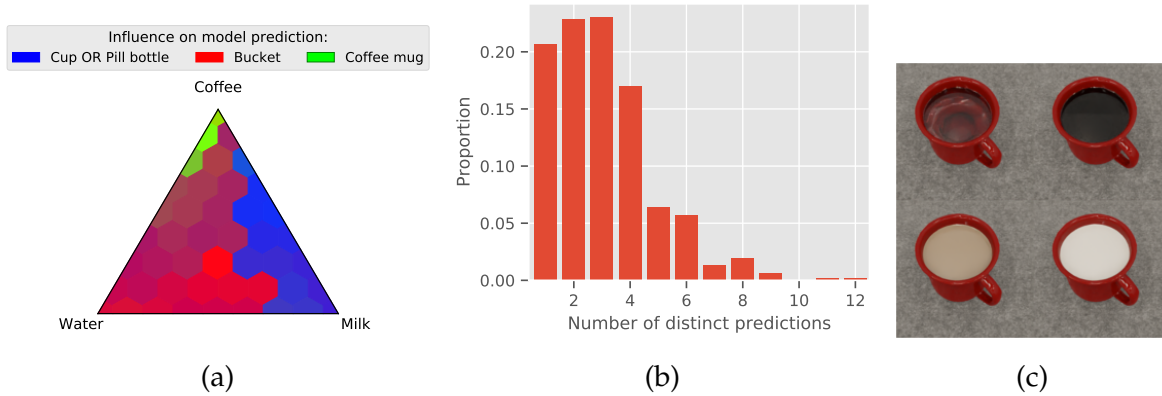 Influence on model prediction:
Cup OR Pill bottle Bucket Coffee mug
Coffee
Water Milk
(a)
Proportion
0.20
0.15
0.10
0.05
0.00
2 4 6 8 10 12
Number of distinct predictions
(b)
(c)